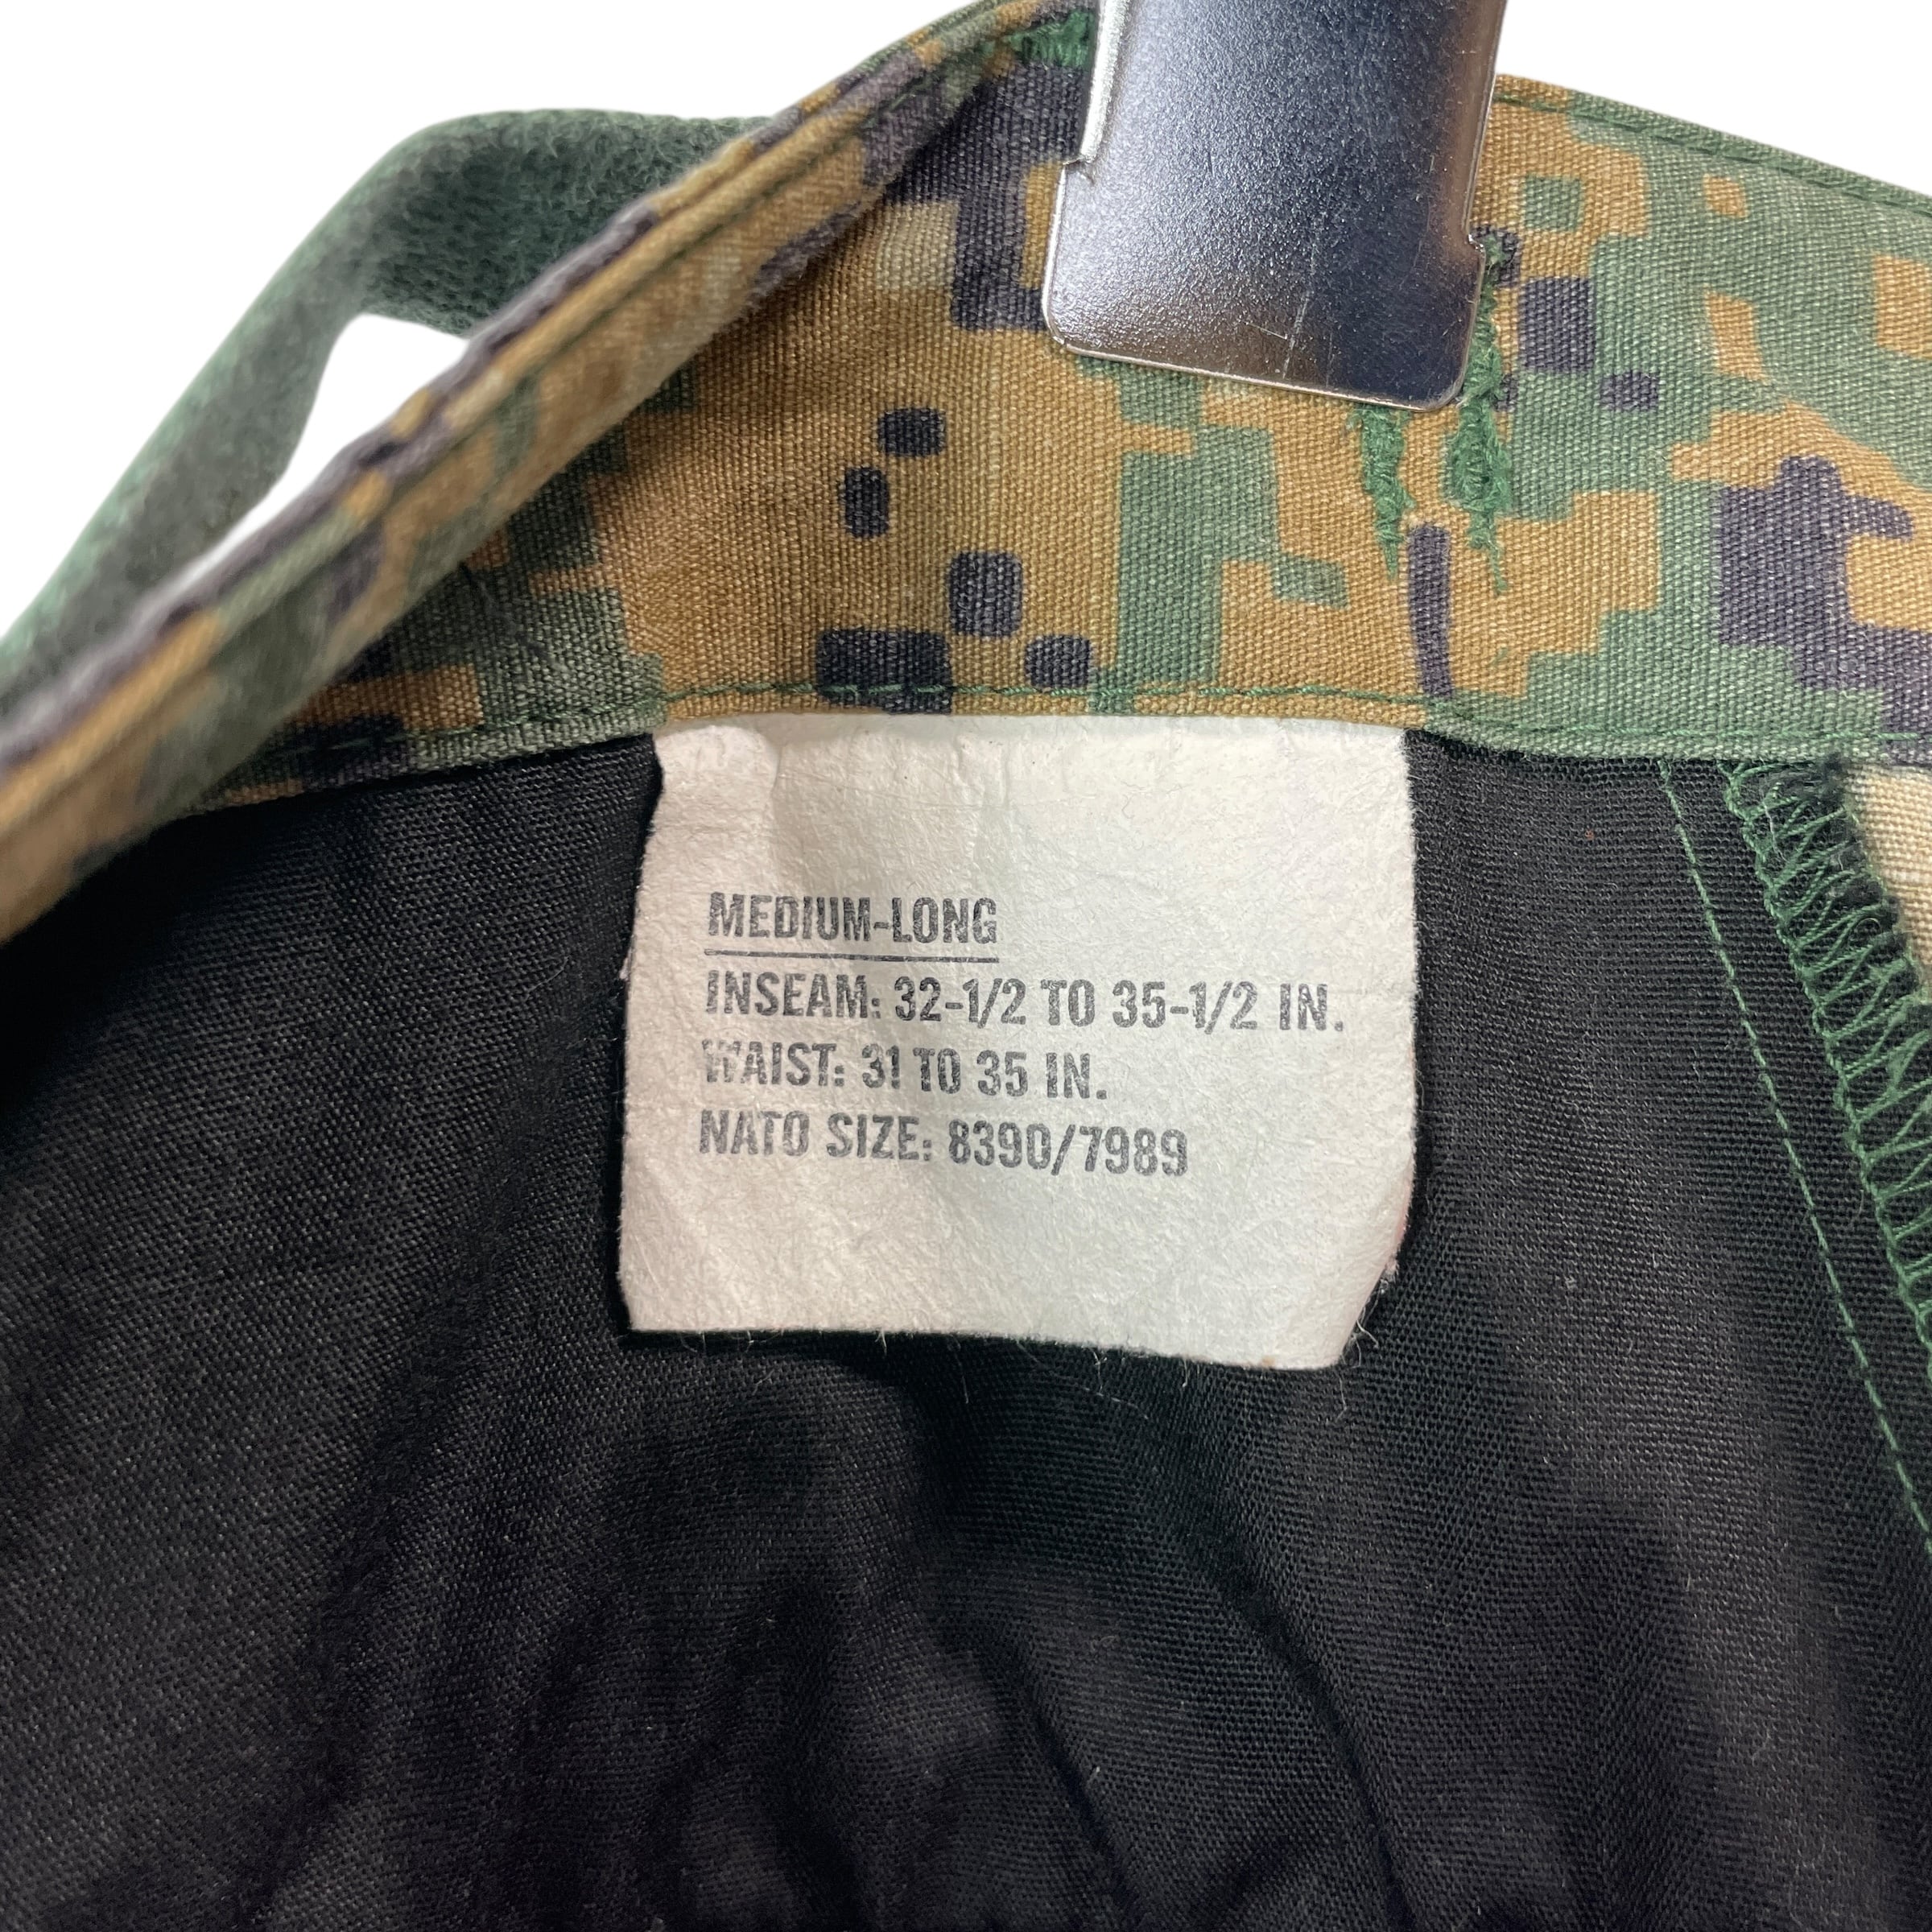 MEDIUM-LONG
INSEAM: 32-1/2 TO 35-1/2 IN.
WAIST: 31 TO 35 IN.
NATO SIZE: 8390/7989